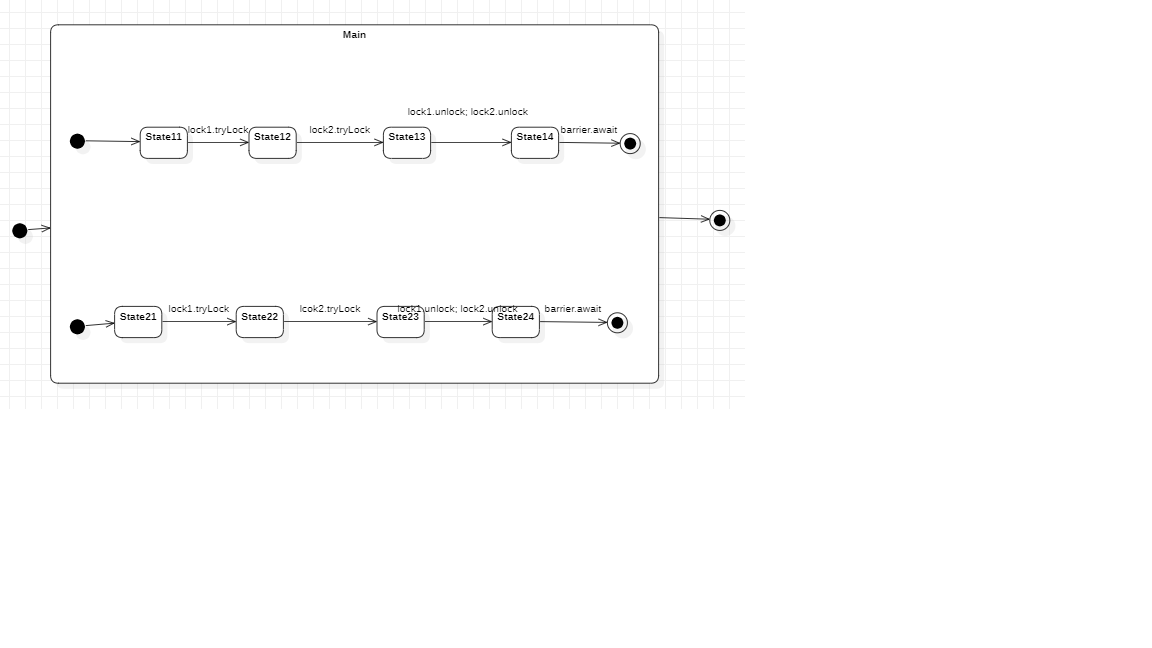 Main
lock1.unlock; lock2.unlock
State11 lock1.tryLock State12 lock2.tryLock State13 State14 barrier.await
lock1.tryLock lcok2.tryLock lock1.unlock; lock2.unlock barrier.await
State21 State22 State23 State24